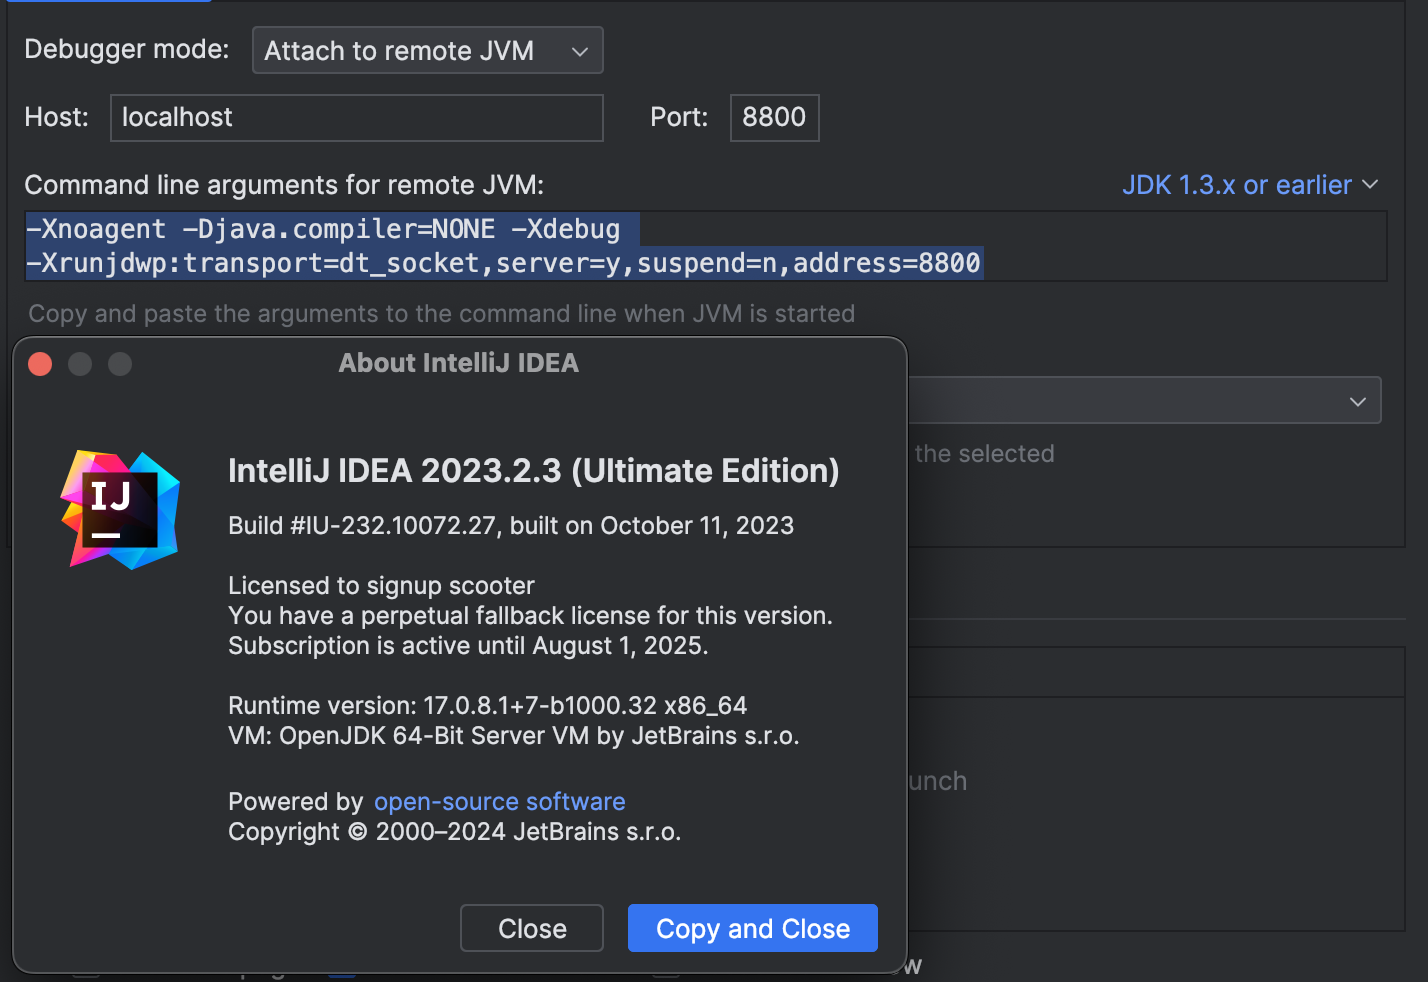 Debugger mode: Attach to remote JVM
Host: localhost Port: 8800
Command line arguments for remote JVM: JDK 1.3.x or earlier
-Xnoagent -Djava.compiler=NONE -Xdebug
-Xrunjdwp:transport=dt_socket,server=y,suspend=n,address=8800
Copy and paste the arguments to the command line when JVM is started
About IntelliJ IDEA
the selected
IJ
IntelliJ IDEA 2023.2.3 (Ultimate Edition)
Build #IU-232.10072.27, built on October 11, 2023
Licensed to signup scooter
You have a perpetual fallback license for this version.
Subscription is active until August 1, 2025.
Runtime version: 17.0.8.1+7-b1000.32 x86_64
VM: OpenJDK 64-Bit Server VM by JetBrains s.r.o.
unch
Powered by open-source software
Copyright © 2000–2024 JetBrains s.r.o.
Close Copy and Close